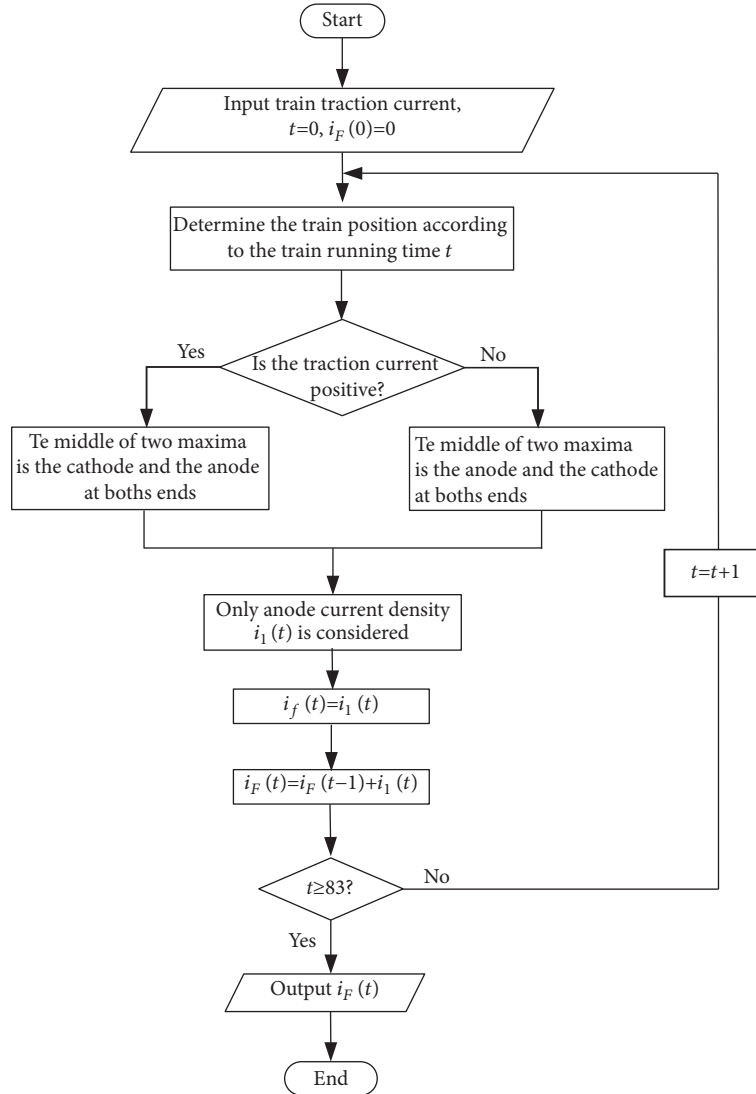 Start
Input train traction current,
t=0, i_F (0)=0
Determine the train position according
to the train running time t
Is the traction current
positive?
Yes
No
Te middle of two maxima
is the cathode and the anode
at boths ends
Te middle of two maxima
is the anode and the cathode
at boths ends
t=t+1
Only anode current density
i_1 (t) is considered
i_f (t)=i_1 (t)
i_F (t)=i_F (t−1)+i_1 (t)
t≥83?
No
Yes
Output i_F (t)
End